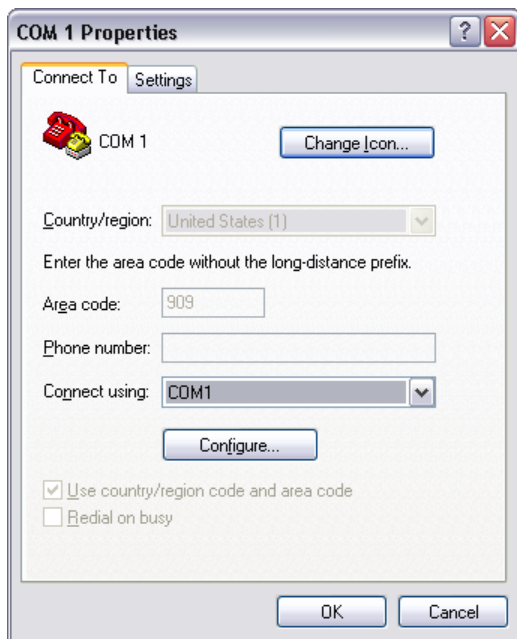 COM 1 Properties
?
Connect To
Settings
COM 1
Change Icon...
Country/region: United States (1)
Enter the area code without the long-distance prefix.
Area code: 909
Phone number:
Connect using: COM1
Configure...
Use country/region code and area code
Redial on busy
OK
Cancel